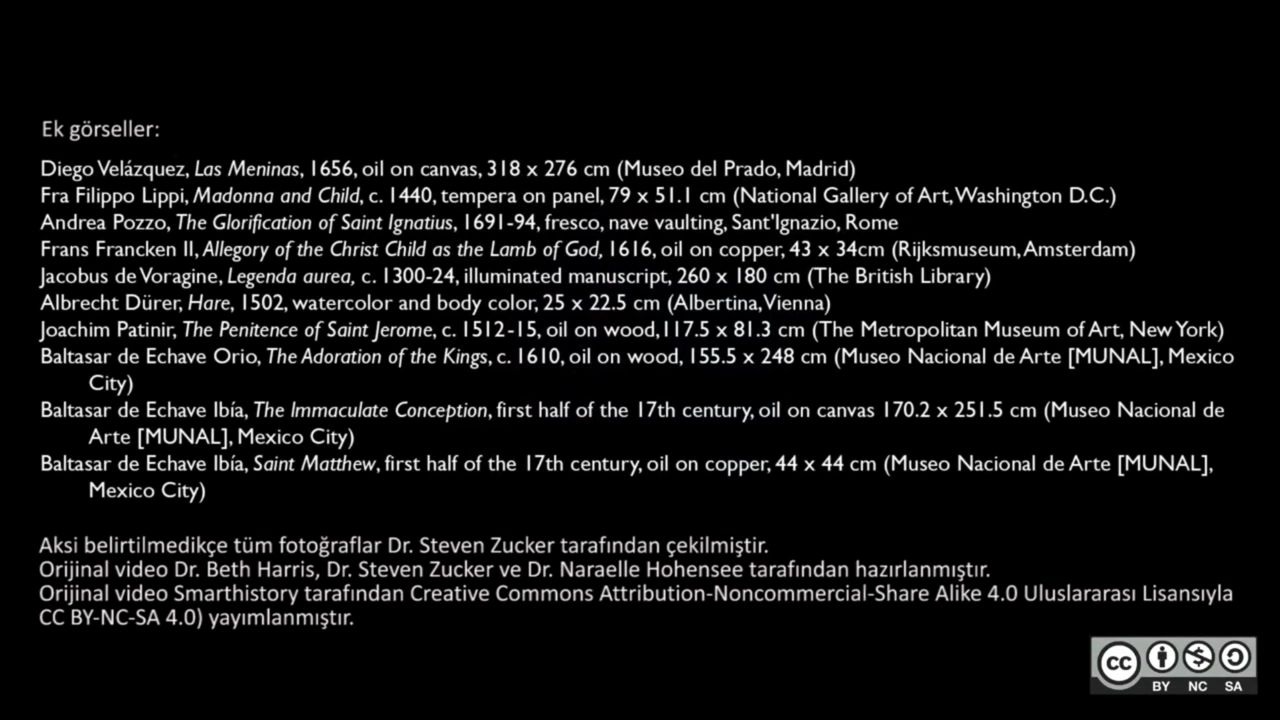 Ek görseller:
Diego Velázquez, Las Meninas, 1656, oil on canvas, 318 x 276 cm (Museo del Prado, Madrid)
Fra Filippo Lippi, Madonna and Child, c. 1440, tempera on panel, 79 x 51.1 cm (National Gallery of Art, Washington D.C.)
Andrea Pozzo, The Glorification of Saint Ignatius, 1691-94, fresco, nave vaulting, Sant'Ignazio, Rome
Frans Francken II, Allegory of the Christ Child as the Lamb of God, 1616, oil on copper, 43 x 34cm (Rijksmuseum, Amsterdam)
Jacobus de Voragine, Legenda aurea, c. 1300-24, illuminated manuscript, 260 x 180 cm (The British Library)
Albrecht Dürer, Hare, 1502, watercolor and body color, 25 x 22.5 cm (Albertina, Vienna)
Joachim Patinir, The Penitence of Saint Jerome, c. 1512-15, oil on wood, 117.5 x 81.3 cm (The Metropolitan Museum of Art, New York)
Baltasar de Echave Orio, The Adoration of the Kings, c. 1610, oil on wood, 155.5 x 248 cm (Museo Nacional de Arte [MUNAL], Mexico
City)
Baltasar de Echave Ibía, The Immaculate Conception, first half of the 17th century, oil on canvas 170.2 x 251.5 cm (Museo Nacional de
Arte [MUNAL], Mexico City)
Baltasar de Echave Ibía, Saint Matthew, first half of the 17th century, oil on copper, 44 x 44 cm (Museo Nacional de Arte [MUNAL],
Mexico City)
Aksi belirtilmedikçe tüm fotoğraflar Dr. Steven Zucker tarafından çekilmiştir.
Orijinal video Dr. Beth Harris, Dr. Steven Zucker ve Dr. Naraelle Hohensee tarafından hazırlanmıştır.
Orijinal video Smarthistory tarafından Creative Commons Attribution-Noncommercial-Share Alike 4.0 Uluslararası Lisansıyla
CC BY-NC-SA 4.0) yayımlanmıştır.
cc
BY NC SA